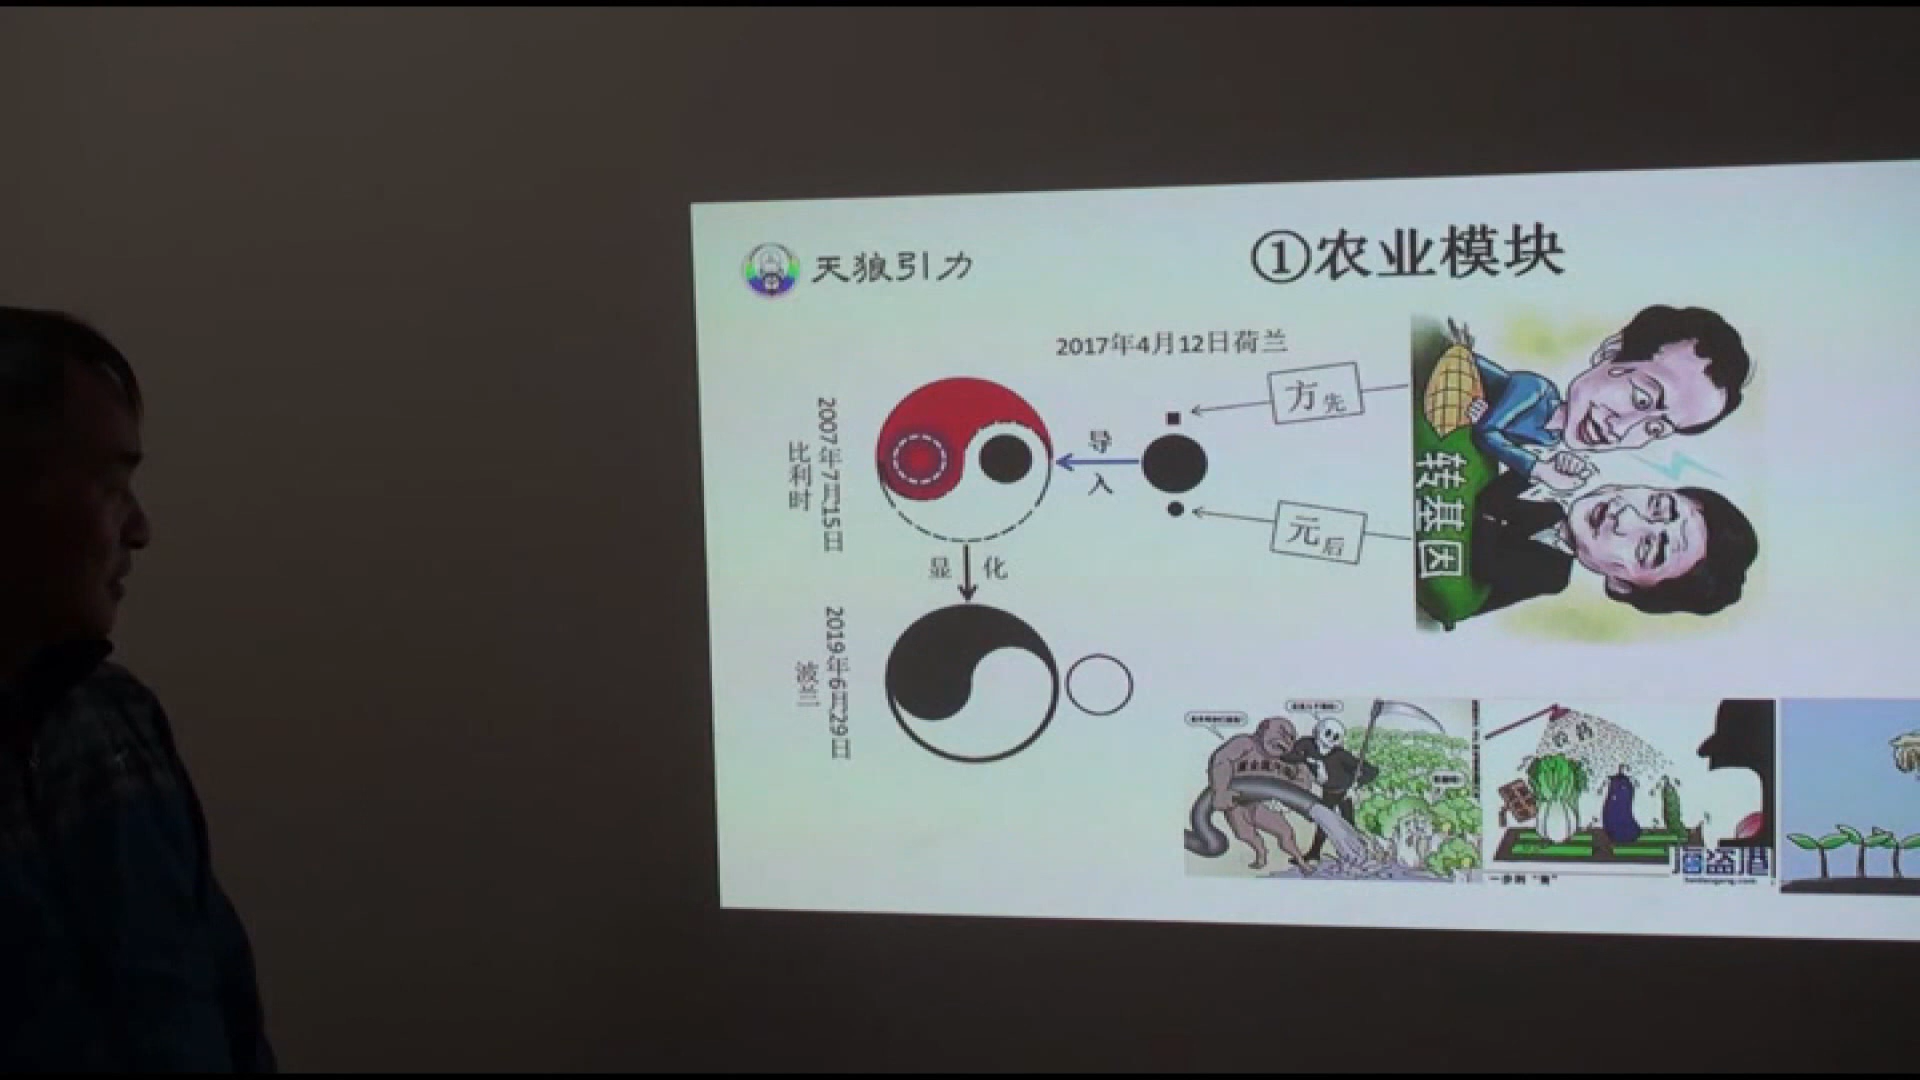 天狼引力
①农业模块
2017年4月12日荷兰
方先
导入
2007年7月15日
比利时
元后
转基因
显化
2019年6月29日
波兰
农药